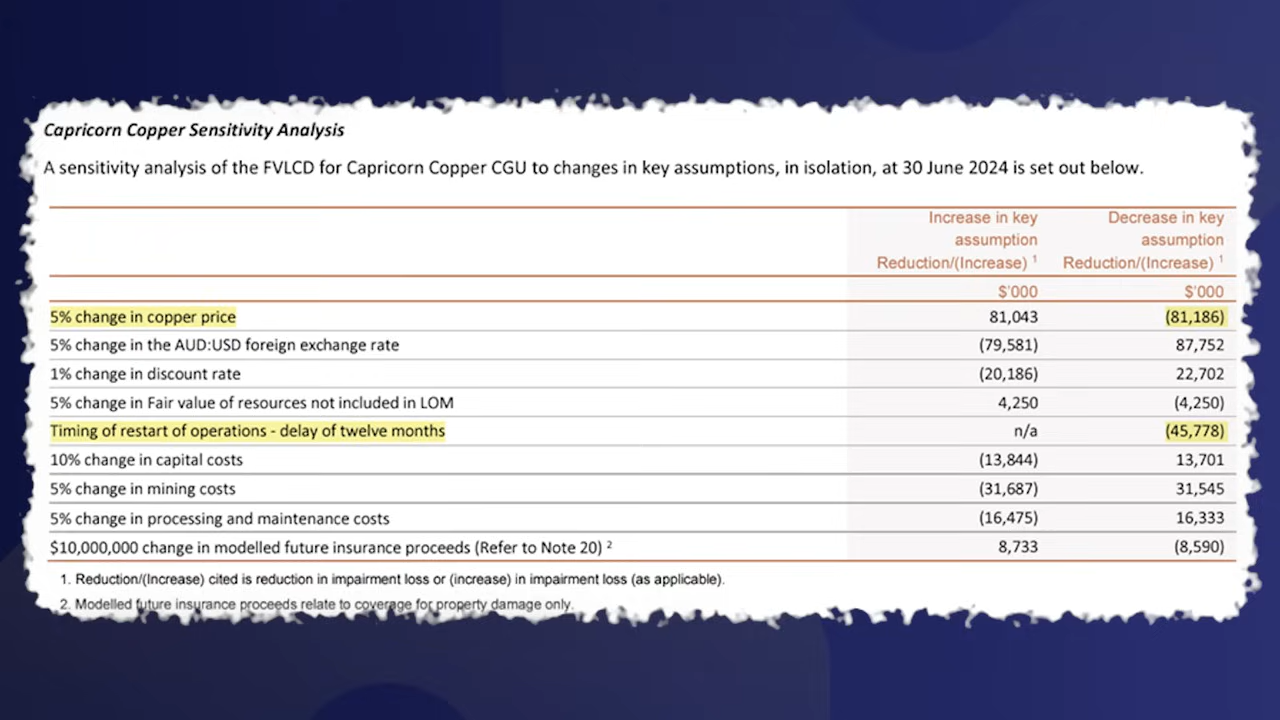 Capricorn Copper Sensitivity Analysis
A sensitivity analysis of the FVLCD for Capricorn Copper CGU to changes in key assumptions, in isolation, at 30 June 2024 is set out below.
Increase in key Decrease in key
assumption assumption
Reduction/(Increase) ¹ Reduction/(Increase) ¹
$'000 $'000
5% change in copper price 81,043 (81,186)
5% change in the AUD:USD foreign exchange rate (79,581) 87,752
1% change in discount rate (20,186) 22,702
5% change in Fair value of resources not included in LOM 4,250 (4,250)
Timing of restart of operations - delay of twelve months n/a (45,778)
10% change in capital costs (13,844) 13,701
5% change in mining costs (31,687) 31,545
5% change in processing and maintenance costs (16,475) 16,333
$10,000,000 change in modelled future insurance proceeds (Refer to Note 20) ² 8,733 (8,590)
1. Reduction/(Increase) cited is reduction in impairment loss or (increase) in impairment loss (as applicable).
2. Modelled future insurance proceeds relate to coverage for property damage only.